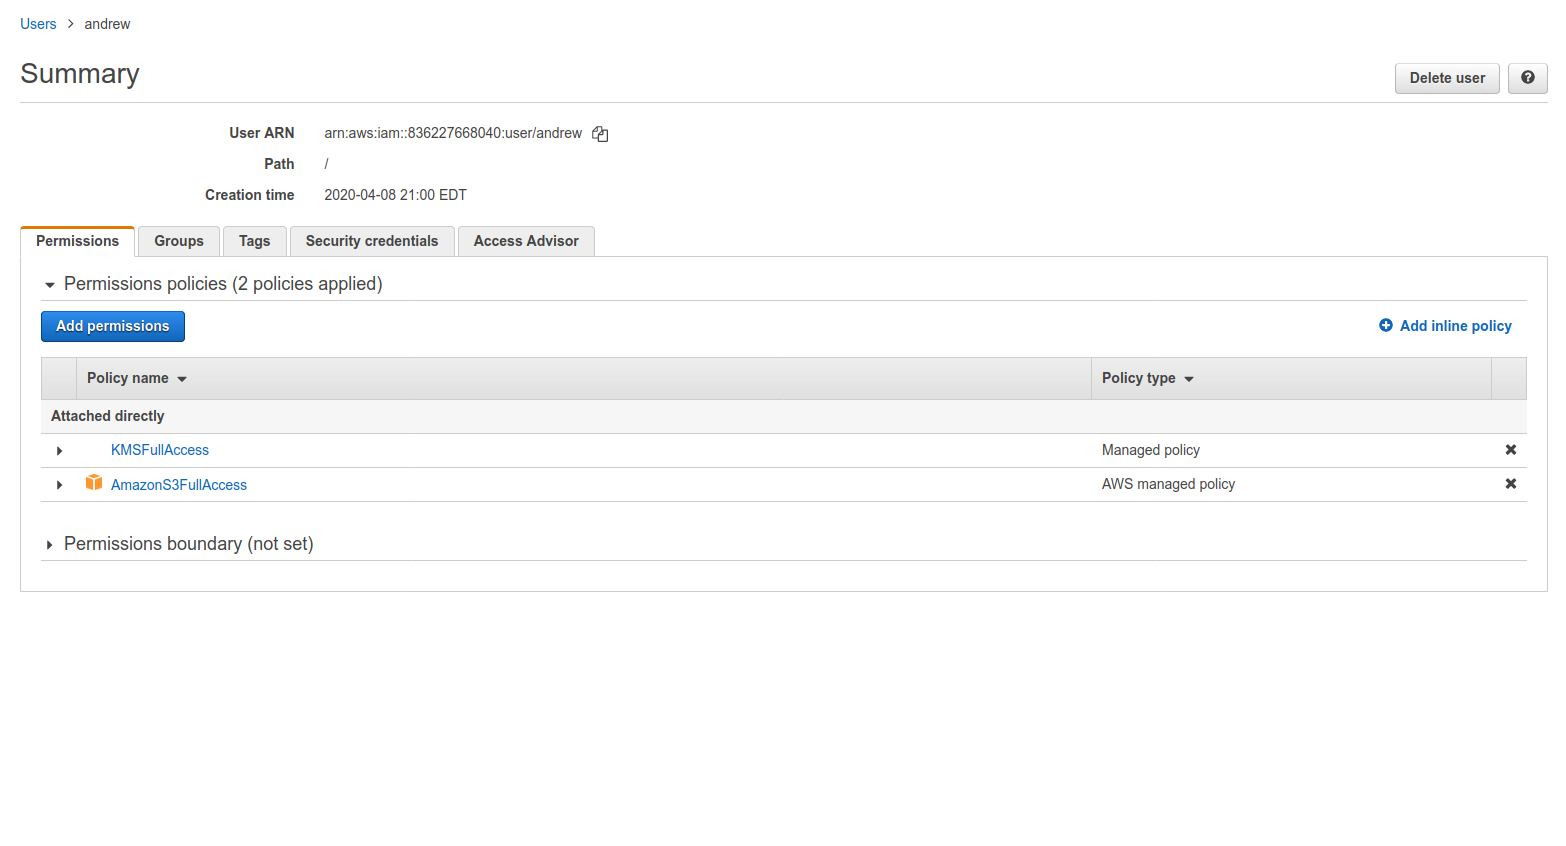 Users > andrew
Summary
Delete user
User ARN arn:aws:iam::836227668040:user/andrew
Path /
Creation time 2020-04-08 21:00 EDT
Permissions Groups Tags Security credentials Access Advisor
Permissions policies (2 policies applied)
Add permissions Add inline policy
Policy name Policy type
Attached directly
KMSFullAccess Managed policy
AmazonS3FullAccess AWS managed policy
Permissions boundary (not set)